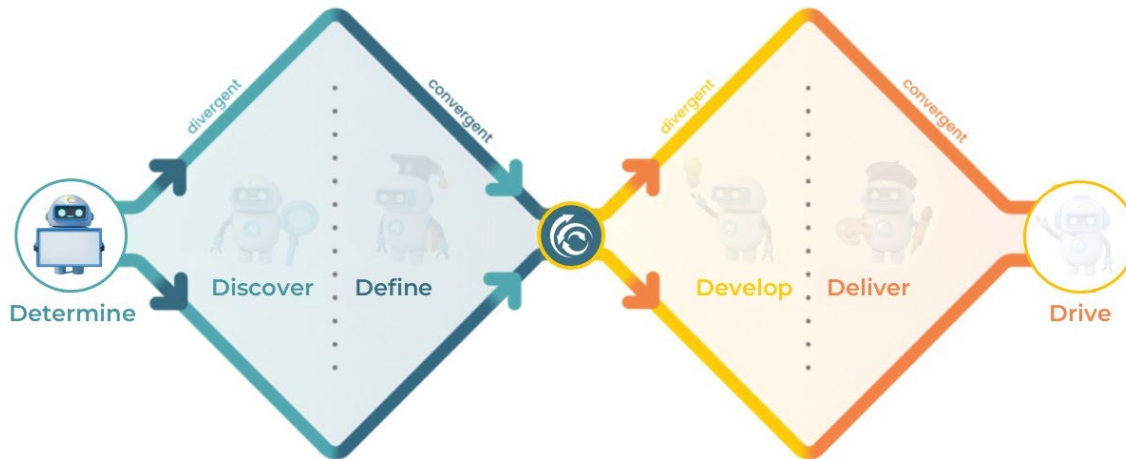 divergent
convergent
divergent
convergent
Discover
Define
Develop
Deliver
Determine
Drive